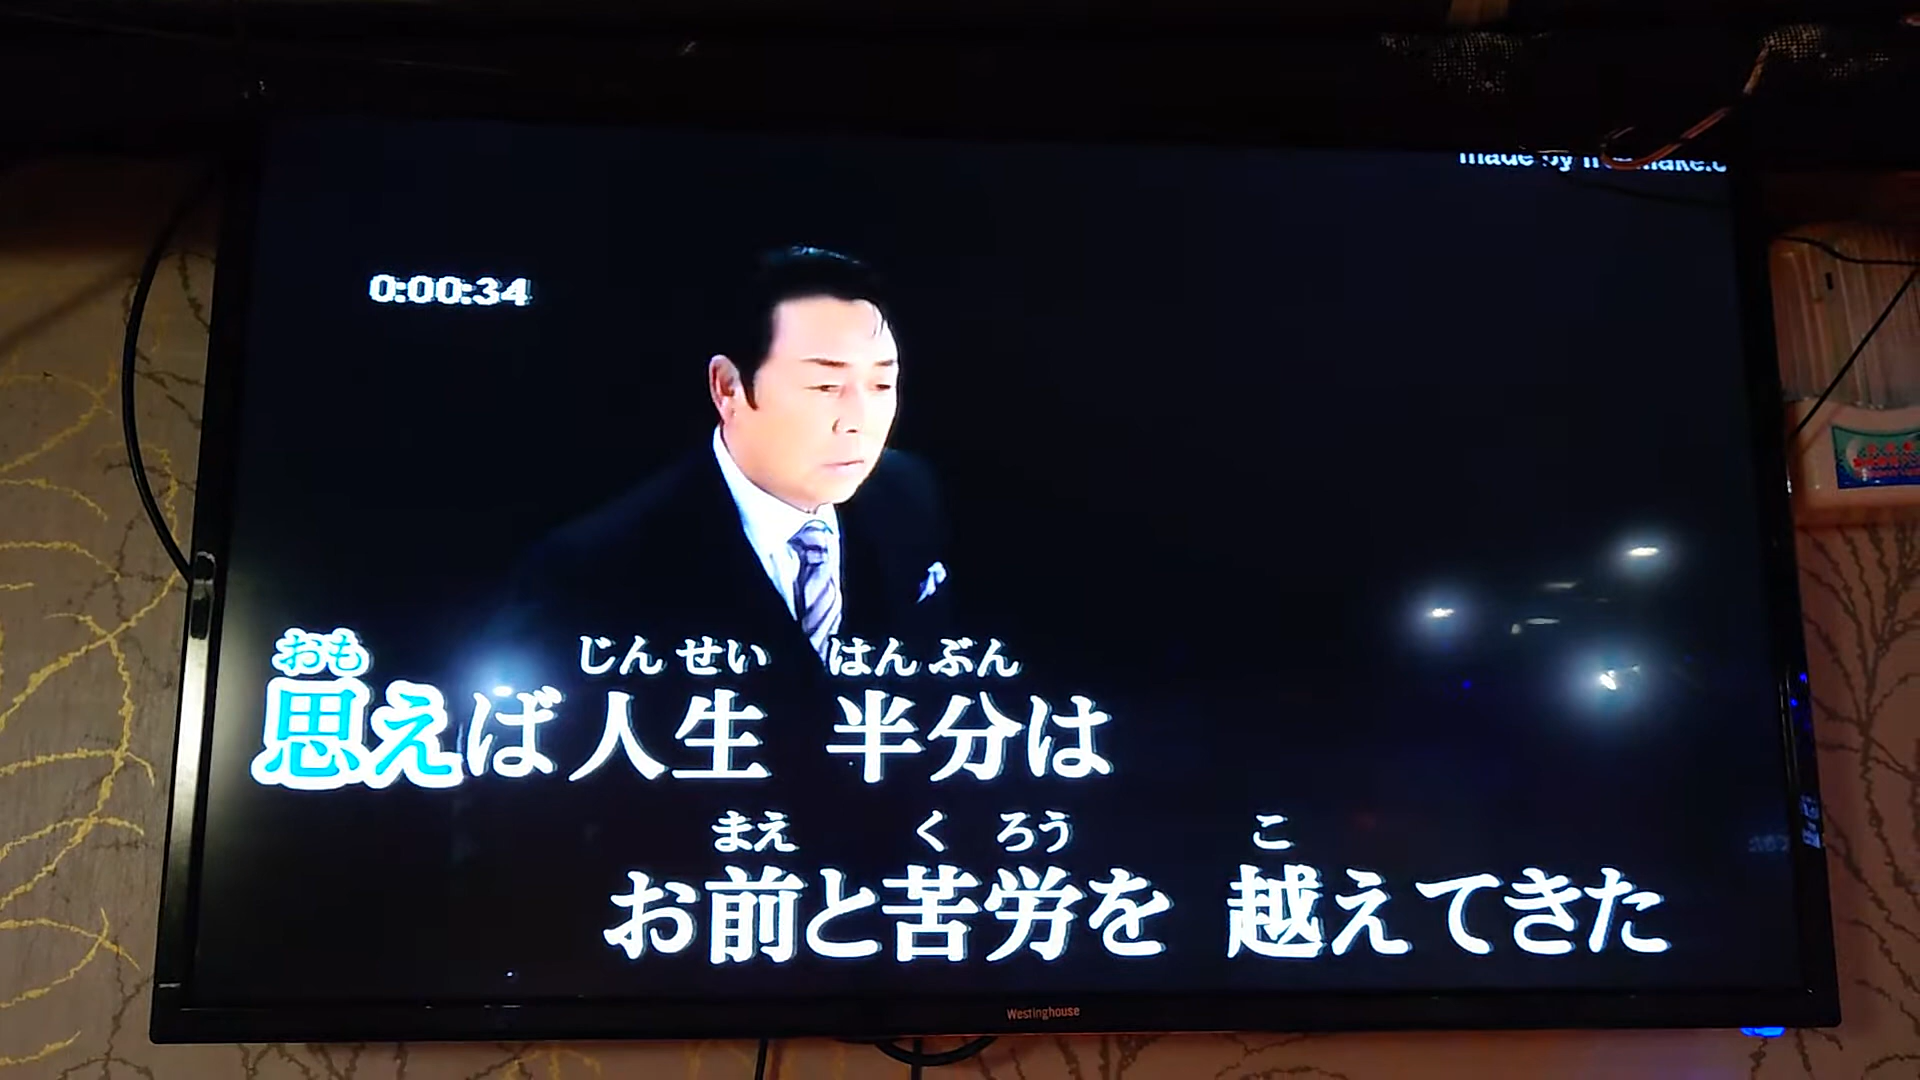 made by
0:00:34
おも じんせい はんぶん
思えば人生 半分は
まえ く ろう こ
お前と苦労を 越えてきた
Westinghouse